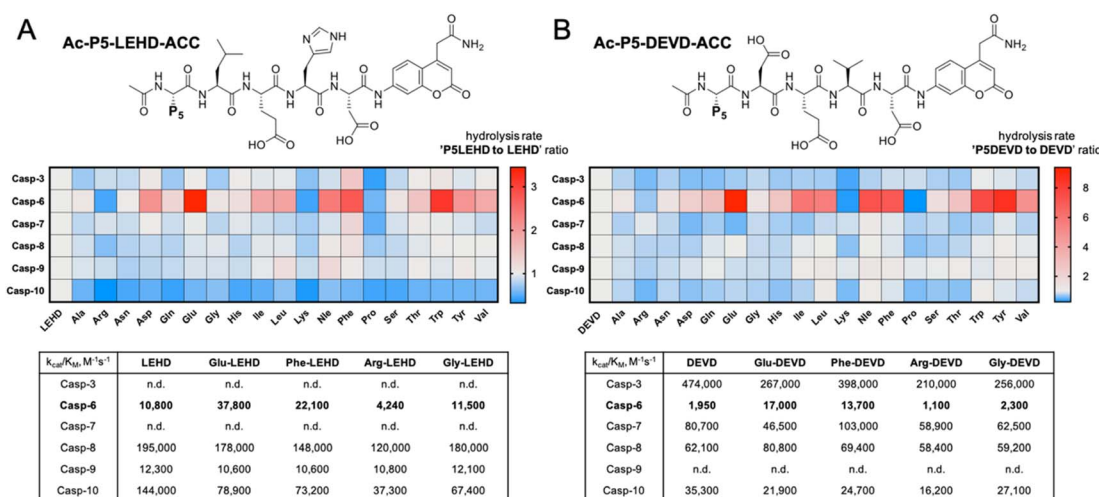 A
Ac-P5-LEHD-ACC
O
NH2
N
NH
H
N
O
H
N
O
H
N
O
O
N
H
P5
O
N
H
O
N
H
O
O
HO
O
HO
O
hydrolysis rate
'P5LEHD to LEHD' ratio
Casp-3
Casp-6
Casp-7
Casp-8
Casp-9
Casp-10
3
2
1
LEHD Ala Arg Asn Asp Gln Glu Gly His Ile Leu Lys Nle Phe Pro Ser Thr Trp Tyr Val
kcat/KM, M-1s-1 LEHD Glu-LEHD Phe-LEHD Arg-LEHD Gly-LEHD
Casp-3 n.d. n.d. n.d. n.d. n.d.
Casp-6 10,800 37,800 22,100 4,240 11,500
Casp-7 n.d. n.d. n.d. n.d. n.d.
Casp-8 195,000 178,000 148,000 120,000 180,000
Casp-9 12,300 10,600 10,600 10,800 12,100
Casp-10 144,000 78,900 73,200 37,300 67,400
B
Ac-P5-DEVD-ACC
O
NH2
HO
O
H
N
O
H
N
O
H
N
O
O
N
H
P5
O
N
H
O
N
H
O
O
HO
O
HO
O
hydrolysis rate
'P5DEVD to DEVD' ratio
Casp-3
Casp-6
Casp-7
Casp-8
Casp-9
Casp-10
8
6
4
2
DEVD Ala Arg Asn Asp Gln Glu Gly His Ile Leu Lys Nle Phe Pro Ser Thr Trp Tyr Val
kcat/KM, M-1s-1 DEVD Glu-DEVD Phe-DEVD Arg-DEVD Gly-DEVD
Casp-3 474,000 267,000 398,000 210,000 256,000
Casp-6 1,950 17,000 13,700 1,100 2,300
Casp-7 80,700 46,500 103,000 58,900 62,500
Casp-8 62,100 80,800 69,400 58,400 59,200
Casp-9 n.d. n.d. n.d. n.d. n.d.
Casp-10 35,300 21,900 24,700 16,200 27,100